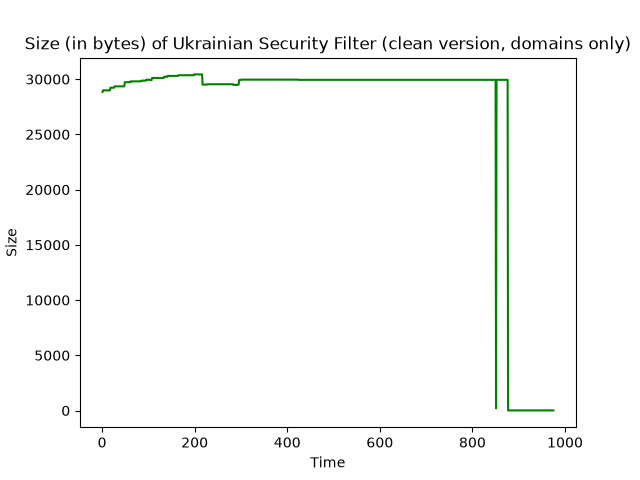 Size (in bytes) of Ukrainian Security Filter (clean version, domains only)
30000
25000
20000
15000
10000
5000
0
Size
0 200 400 600 800 1000
Time